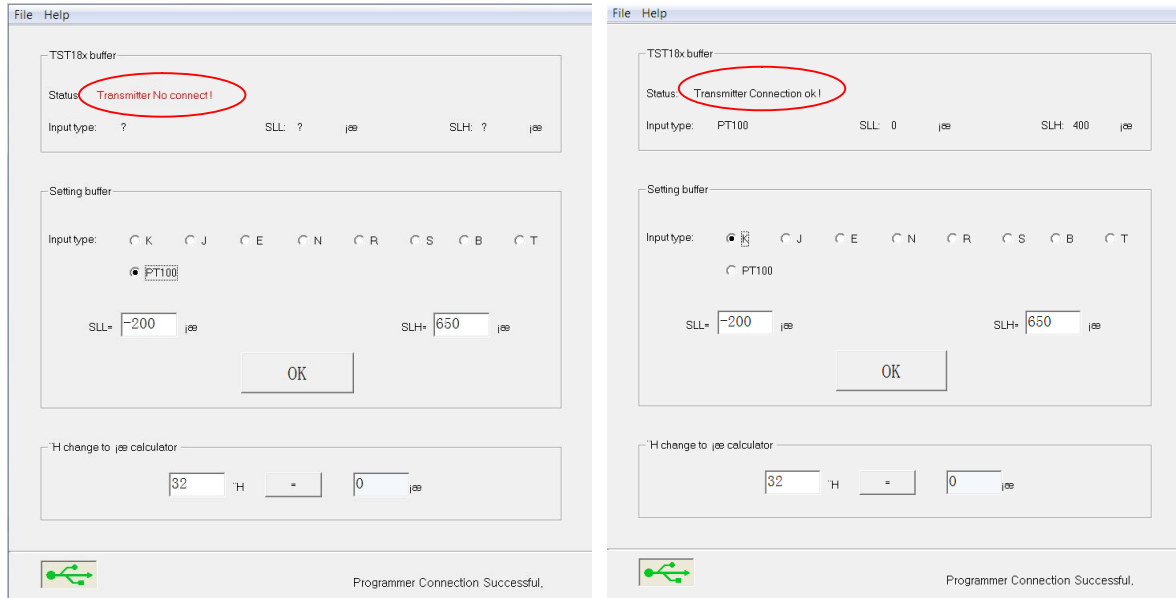 File Help
TST18x buffer
Status: Transmitter No connect !
Input type: ? SLL: ? ¡æ SLH: ? ¡æ
Setting buffer
Input type: K J E N R S B T
PT100
SLL= -200 ¡æ SLH= 650 ¡æ
OK
¨H change to ¡æ calculator
32 ¨H = 0 ¡æ
Programmer Connection Successful.
File Help
TST18x buffer
Status: Transmitter Connection ok !
Input type: PT100 SLL: 0 ¡æ SLH: 400 ¡æ
Setting buffer
Input type: K J E N R S B T
PT100
SLL= -200 ¡æ SLH= 650 ¡æ
OK
¨H change to ¡æ calculator
32 ¨H = 0 ¡æ
Programmer Connection Successful.